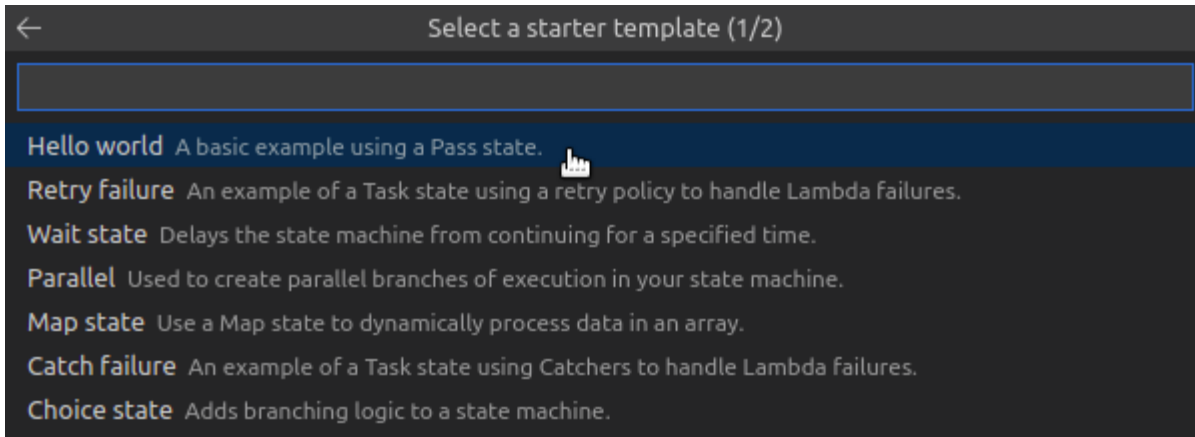 Select a starter template (1/2)
Hello world A basic example using a Pass state.
Retry failure An example of a Task state using a retry policy to handle Lambda failures.
Wait state Delays the state machine from continuing for a specified time.
Parallel Used to create parallel branches of execution in your state machine.
Map state Use a Map state to dynamically process data in an array.
Catch failure An example of a Task state using Catchers to handle Lambda failures.
Choice state Adds branching logic to a state machine.